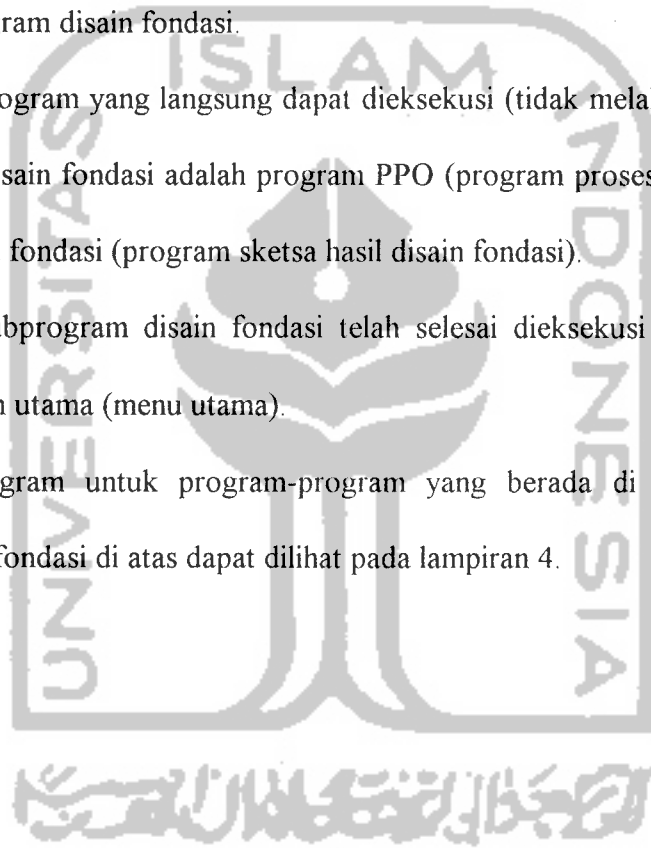 ram disain fondasi.
ogram yang langsung dapat dieksekusi (tidak mela
sain fondasi adalah program PPO (program proses
fondasi (program sketsa hasil disain fondasi).
bprogram disain fondasi telah selesai dieksekusi
n utama (menu utama).
gram untuk program-program yang berada di
fondasi di atas dapat dilihat pada lampiran 4.
ISLAM
UNIVERSITAS
INDONESIA